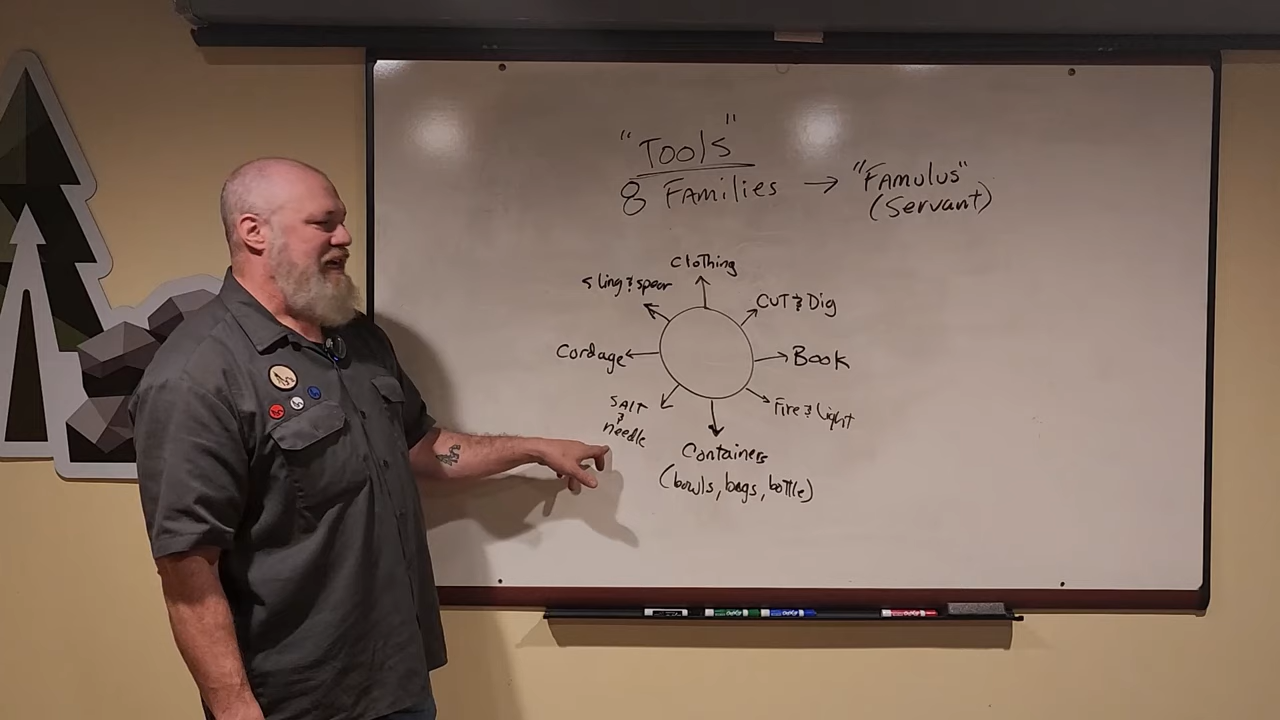 "Tools"
8 Families → "Famulus"
(Servant)
Clothing
Sling & spear
CUT & Dig
Cordage
Book
SALT
&
needle
Fire & Light
Containers
(bowls, bags, bottle)